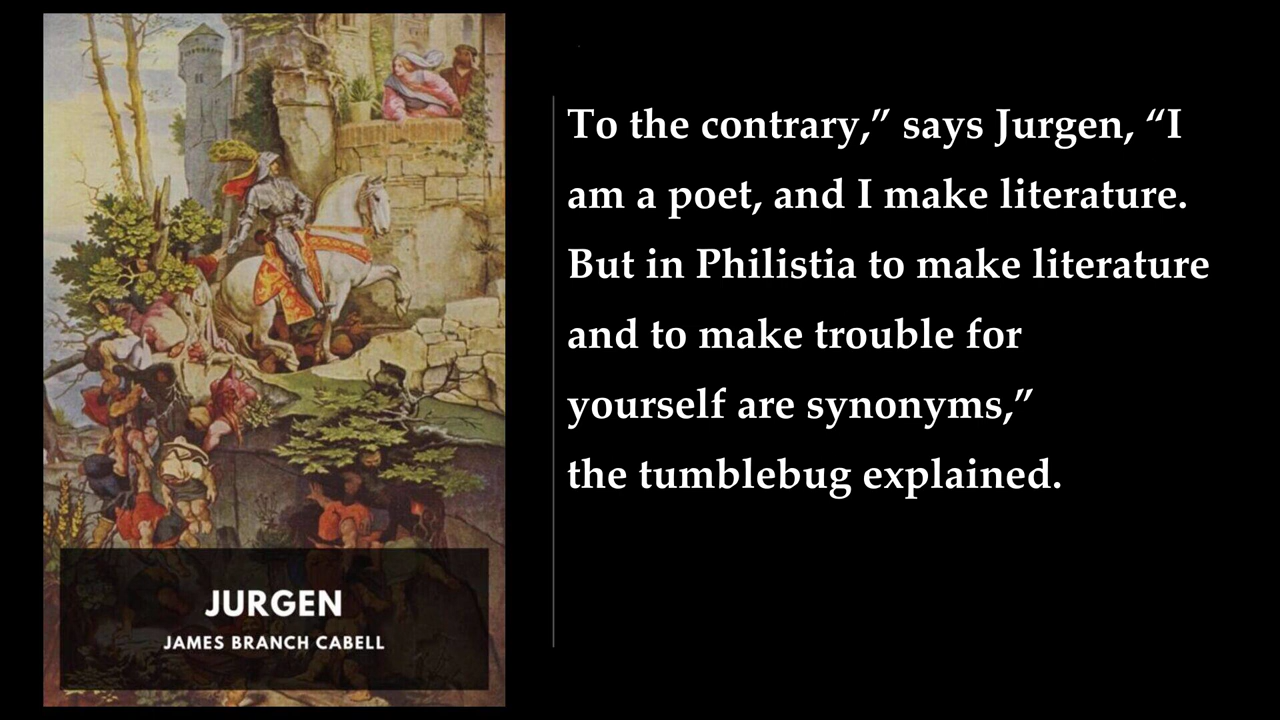 To the contrary,” says Jurgen, “I
am a poet, and I make literature.
But in Philistia to make literature
and to make trouble for
yourself are synonyms,”
the tumblebug explained.
JURGEN
JAMES BRANCH CABELL